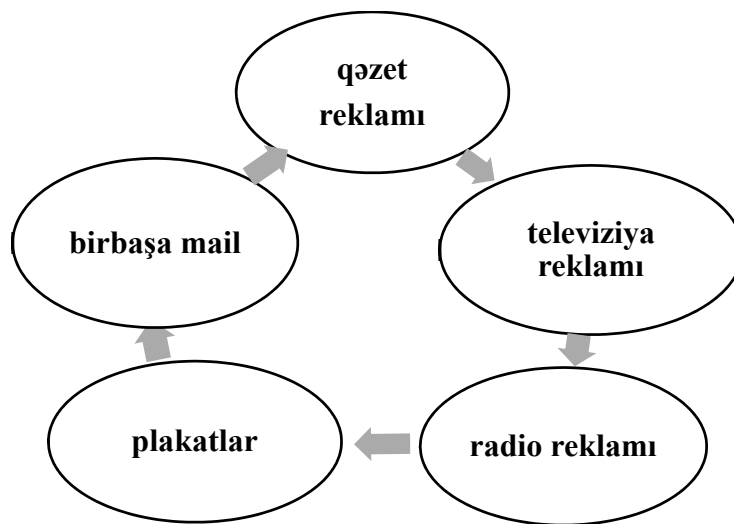 qəzet
reklamı
televiziya
reklamı
radio reklamı
plakatlar
birbaşa mail